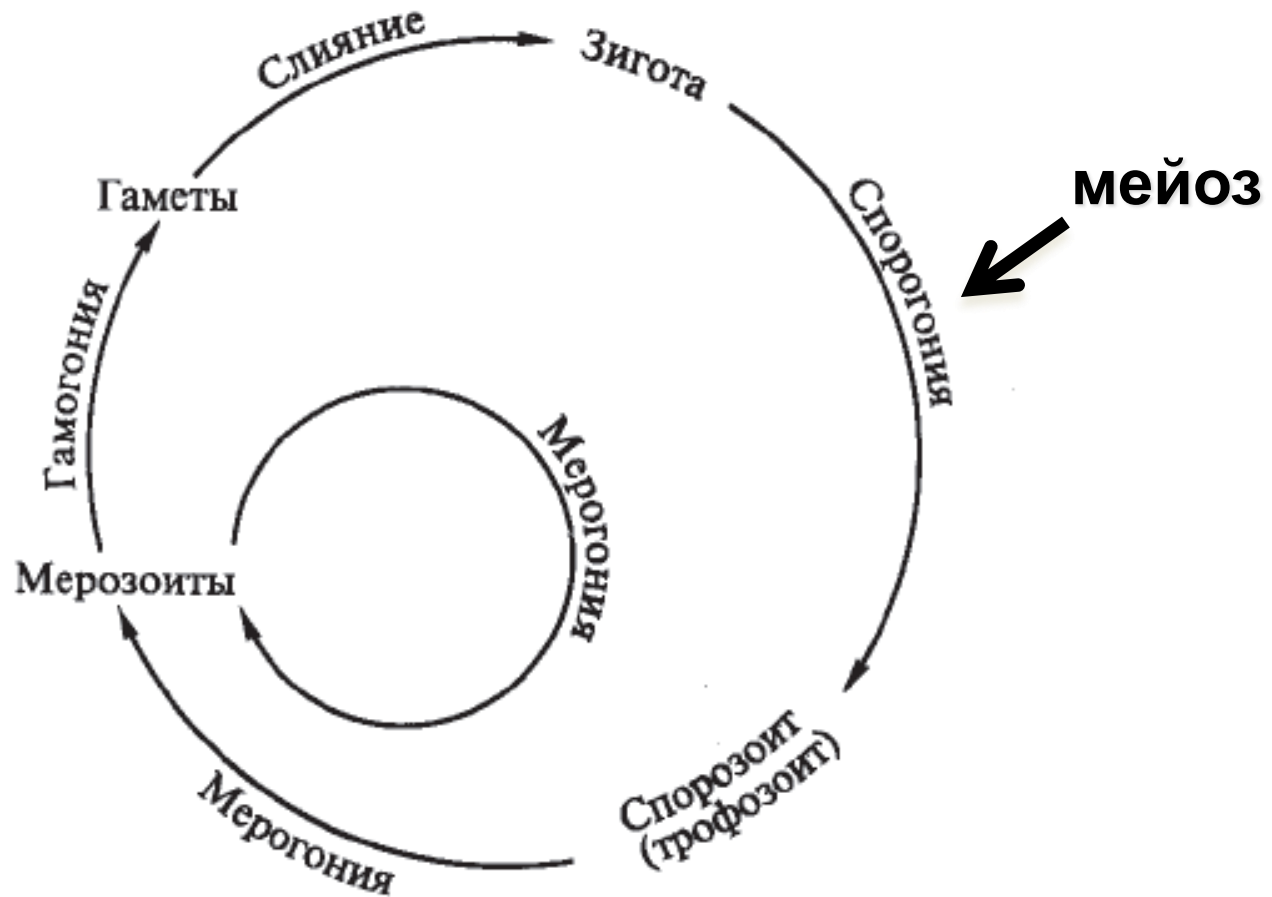 Слияние
Зигота
мейоз
Гаметы
Спорогония
Гамогония
Мерогония
Мерозоиты
Спорозоит
(трофозоит)
Мерогония